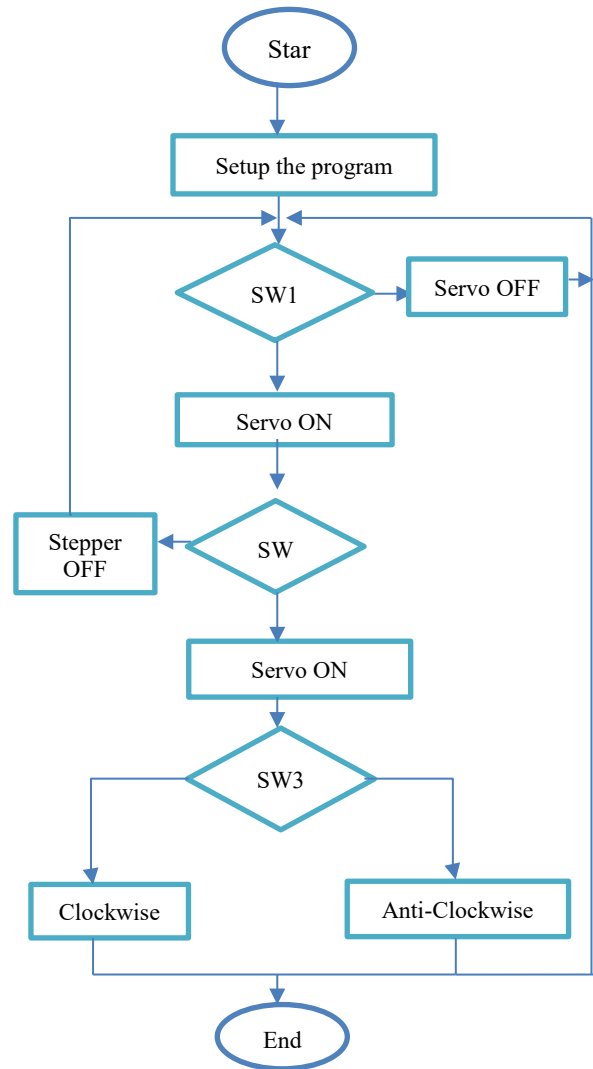 Star
Setup the program
SW1
Servo OFF
Servo ON
SW
Stepper
OFF
Servo ON
SW3
Clockwise
Anti-Clockwise
End